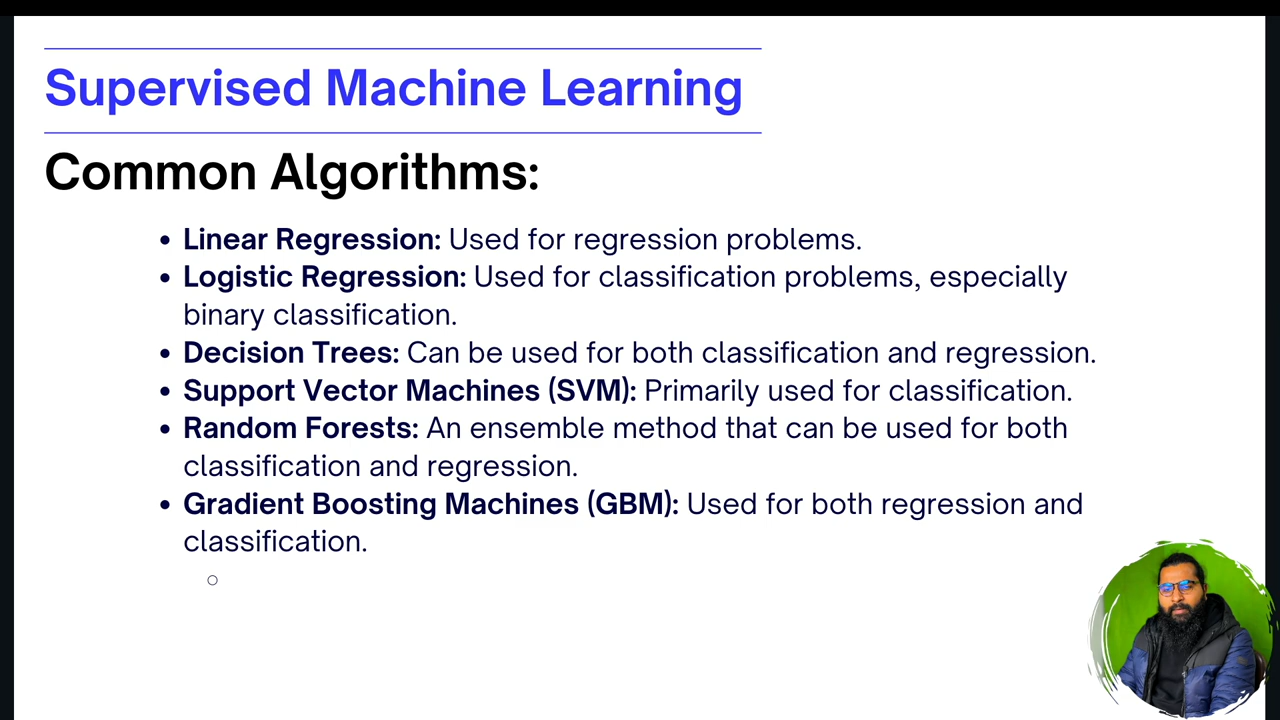 Supervised Machine Learning
Common Algorithms:
• Linear Regression: Used for regression problems.
• Logistic Regression: Used for classification problems, especially
binary classification.
• Decision Trees: Can be used for both classification and regression.
• Support Vector Machines (SVM): Primarily used for classification.
• Random Forests: An ensemble method that can be used for both
classification and regression.
• Gradient Boosting Machines (GBM): Used for both regression and
classification.